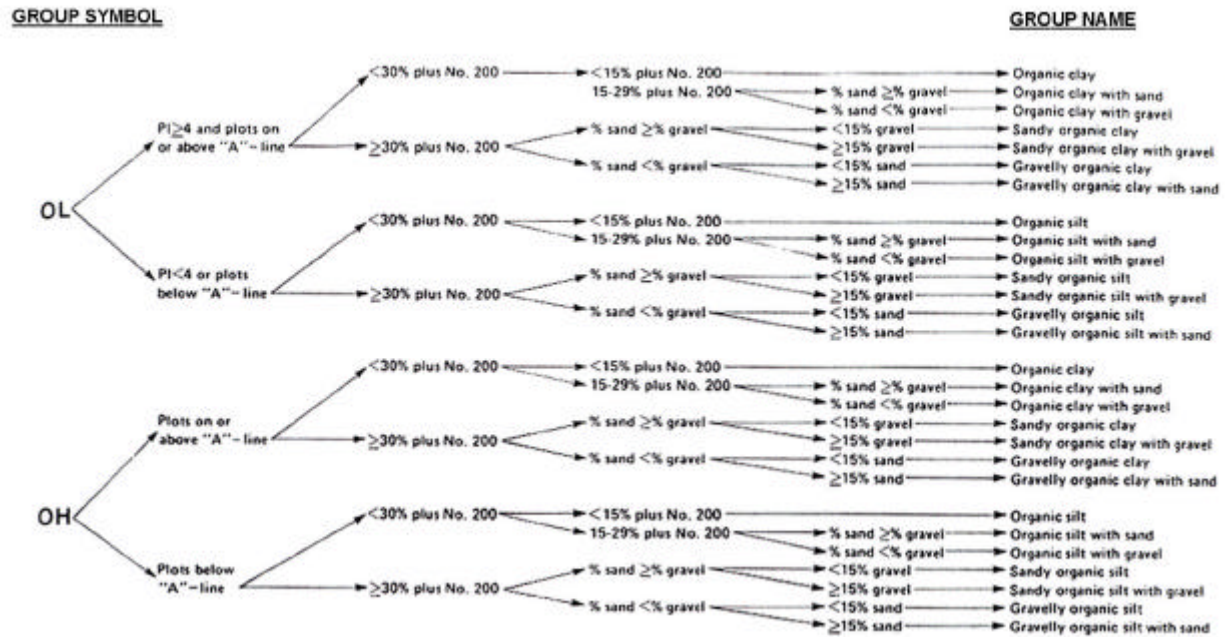 GROUP SYMBOL GROUP NAME
<30% plus No. 200 <15% plus No. 200 Organic clay
15-29% plus No. 200 % sand ≥% gravel Organic clay with sand
% sand <% gravel Organic clay with gravel
PI≥4 and plots on
or above "A"-line
≥30% plus No. 200 % sand ≥% gravel <15% gravel Sandy organic clay
≥15% gravel Sandy organic clay with gravel
% sand <% gravel <15% sand Gravelly organic clay
≥15% sand Gravelly organic clay with sand
OL
<30% plus No. 200 <15% plus No. 200 Organic silt
15-29% plus No. 200 % sand ≥% gravel Organic silt with sand
% sand <% gravel Organic silt with gravel
PI<4 or plots
below "A"-line
≥30% plus No. 200 % sand ≥% gravel <15% gravel Sandy organic silt
≥15% gravel Sandy organic silt with gravel
% sand <% gravel <15% sand Gravelly organic silt
≥15% sand Gravelly organic silt with sand
<30% plus No. 200 <15% plus No. 200 Organic clay
15-29% plus No. 200 % sand ≥% gravel Organic clay with sand
% sand <% gravel Organic clay with gravel
Plots on or
above "A"-line
≥30% plus No. 200 % sand ≥% gravel <15% gravel Sandy organic clay
≥15% gravel Sandy organic clay with gravel
% sand <% gravel <15% sand Gravelly organic clay
≥15% sand Gravelly organic clay with sand
OH
<30% plus No. 200 <15% plus No. 200 Organic silt
15-29% plus No. 200 % sand ≥% gravel Organic silt with sand
% sand <% gravel Organic silt with gravel
Plots below
"A"-line
≥30% plus No. 200 % sand ≥% gravel <15% gravel Sandy organic silt
≥15% gravel Sandy organic silt with gravel
% sand <% gravel <15% sand Gravelly organic silt
≥15% sand Gravelly organic silt with sand